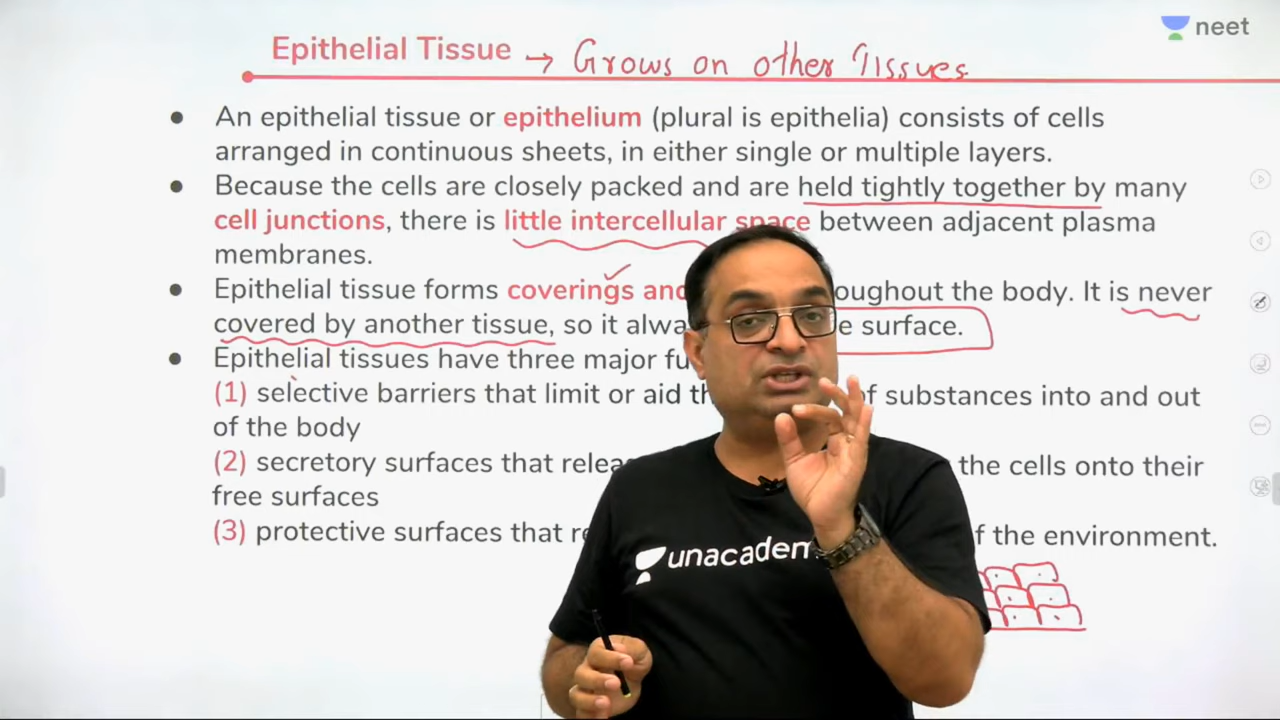 neet
Epithelial Tissue → Grows on other Tissues
● An epithelial tissue or epithelium (plural is epithelia) consists of cells
arranged in continuous sheets, in either single or multiple layers.
● Because the cells are closely packed and are held tightly together by many
cell junctions, there is little intercellular space between adjacent plasma
membranes.
● Epithelial tissue forms coverings and oughout the body. It is never
covered by another tissue, so it alwa e surface.
● Epithelial tissues have three major fu
(1) selective barriers that limit or aid th of substances into and out
of the body
(2) secretory surfaces that relea the cells onto their
free surfaces
(3) protective surfaces that re f the environment.
unacadem